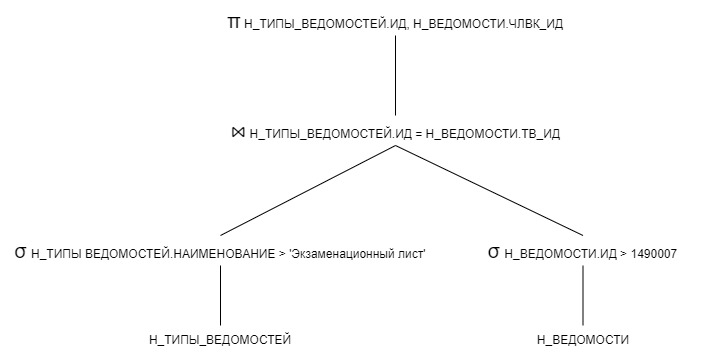 π Н_ТИПЫ_ВЕДОМОСТЕЙ.ИД, Н_ВЕДОМОСТИ.ЧЛВК_ИД
⋈ Н_ТИПЫ_ВЕДОМОСТЕЙ.ИД = Н_ВЕДОМОСТИ.ТВ_ИД
σ Н_ТИПЫ ВЕДОМОСТЕЙ.НАИМЕНОВАНИЕ > 'Экзаменационный лист'
σ Н_ВЕДОМОСТИ.ИД > 1490007
Н_ТИПЫ_ВЕДОМОСТЕЙ
Н_ВЕДОМОСТИ